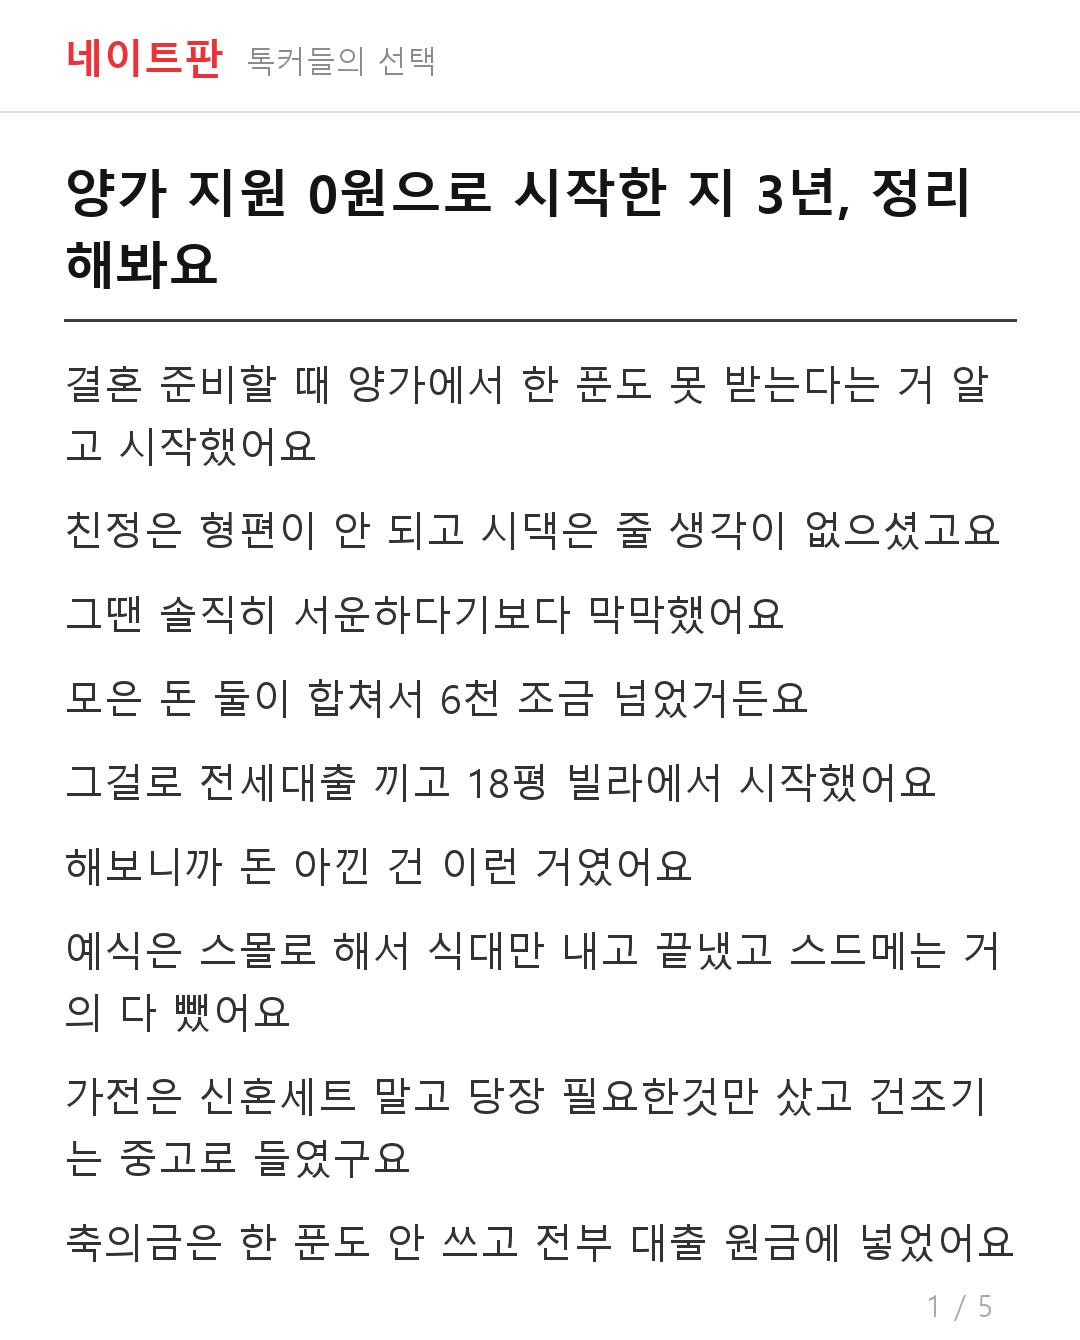 네이트판 톡커들의 선택
양가 지원 0원으로 시작한 지 3년, 정리
해봐요
결혼 준비할 때 양가에서 한 푼도 못 받는다는 거 알
고 시작했어요
친정은 형편이 안 되고 시댁은 줄 생각이 없으셨고요
그땐 솔직히 서운하다기보다 막막했어요
모은 돈 둘이 합쳐서 6천 조금 넘었거든요
그걸로 전세대출 끼고 18평 빌라에서 시작했어요
해보니까 돈 아낀 건 이런 거였어요
예식은 스몰로 해서 식대만 내고 끝냈고 스드메는 거
의 다 뺐어요
가전은 신혼세트 말고 당장 필요한것만 샀고 건조기
는 중고로 들였구요
축의금은 한 푼도 안 쓰고 전부 대출 원금에 넣었어요
1 / 5